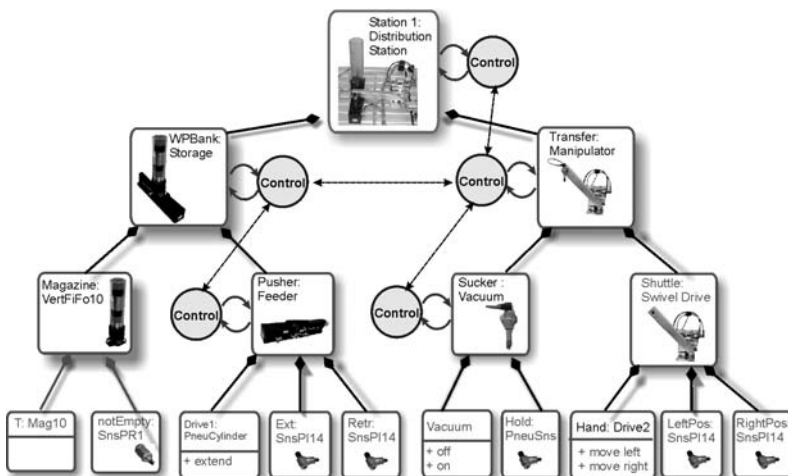 Station 1:
Distribution
Station
Control
WPBank:
Storage
Control
Control
Transfer:
Manipulator
Magazine:
VertFiFo10
Control
Pusher:
Feeder
Control
Sucker :
Vacuum
Shuttle:
Swivel Drive
T: Mag10
notEmpty:
SnsPR1
Drive1:
PneuCylinder
+ extend
Ext:
SnsPI14
Retr:
SnsPI14
Vacuum
+ off
+ on
Hold:
PneuSns
Hand: Drive2
+ move left
+ move right
LeftPos:
SnsPI14
RightPos:
SnsPI14